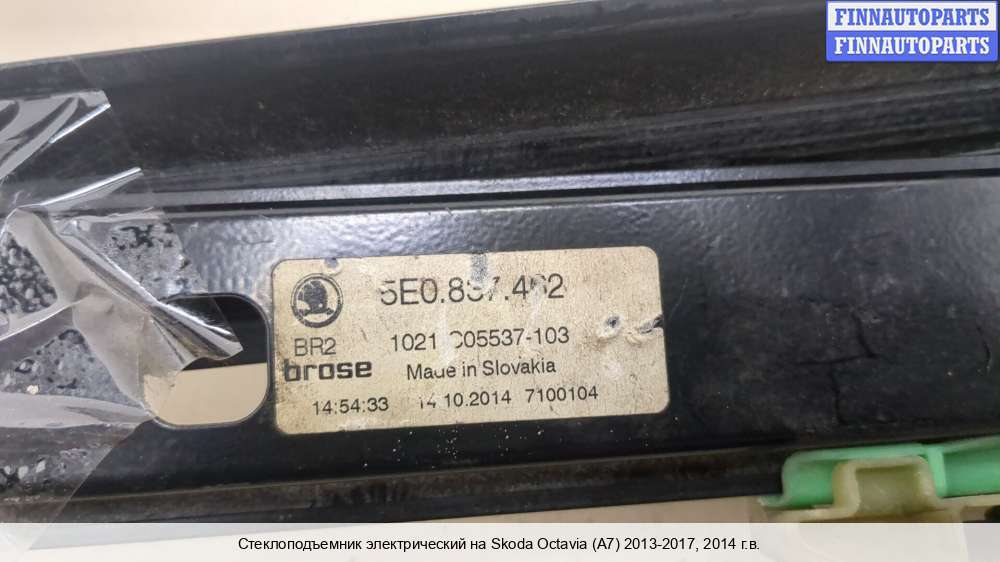 FINNAUTOPARTS
FINNAUTOPARTS
5E0.837.462
BR2
1021 C05537-103
brose
Made in Slovakia
14:54:33 14.10.2014 7100104
Стеклоподъемник электрический на Skoda Octavia (A7) 2013-2017, 2014 г.в.